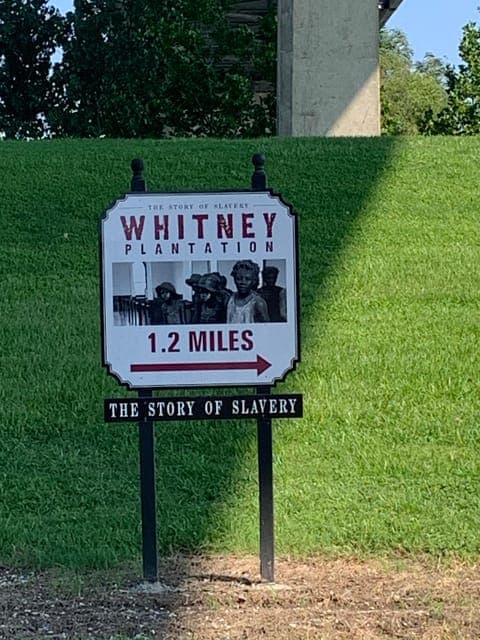 THE STORY OF SLAVERY
WHITNEY
PLANTATION
1.2 MILES
THE STORY OF SLAVERY